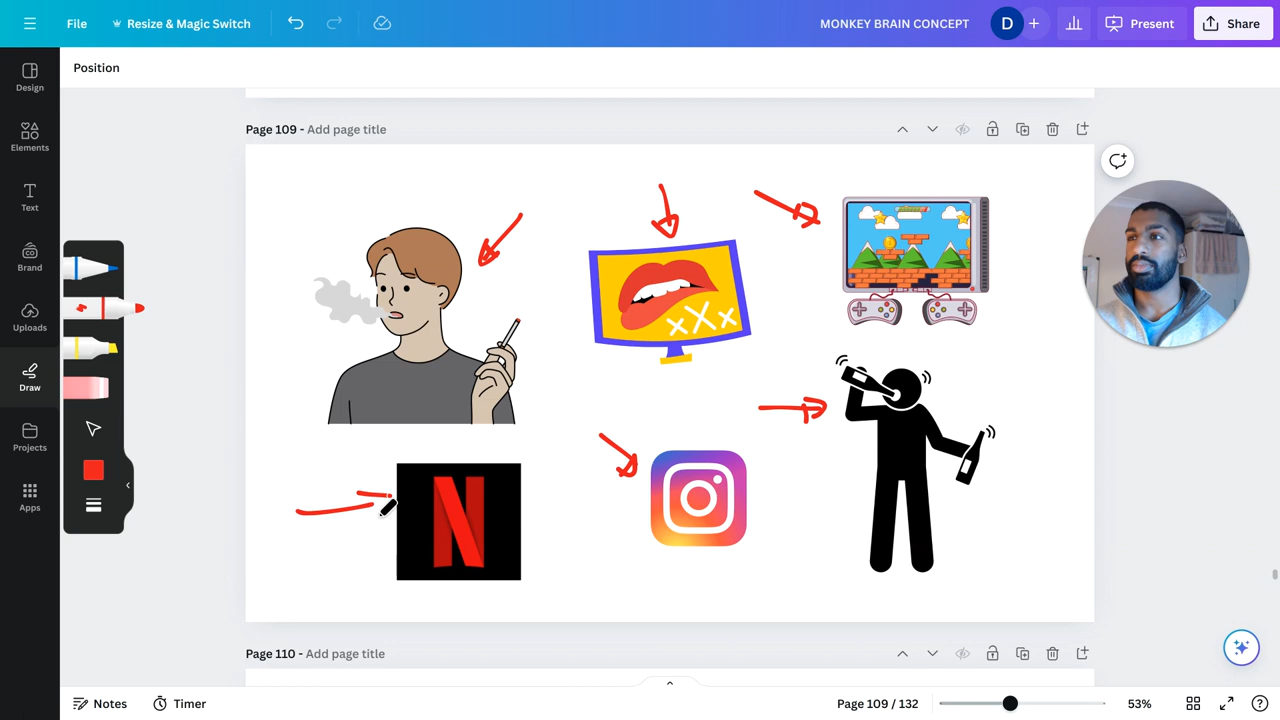 File
Resize & Magic Switch
MONKEY BRAIN CONCEPT
D
Present
Share
Position
Design
Elements
Text
Brand
Uploads
Draw
Projects
Apps
Page 109 - Add page title
xXx
N
Page 110 - Add page title
Notes
Timer
Page 109 / 132
53%